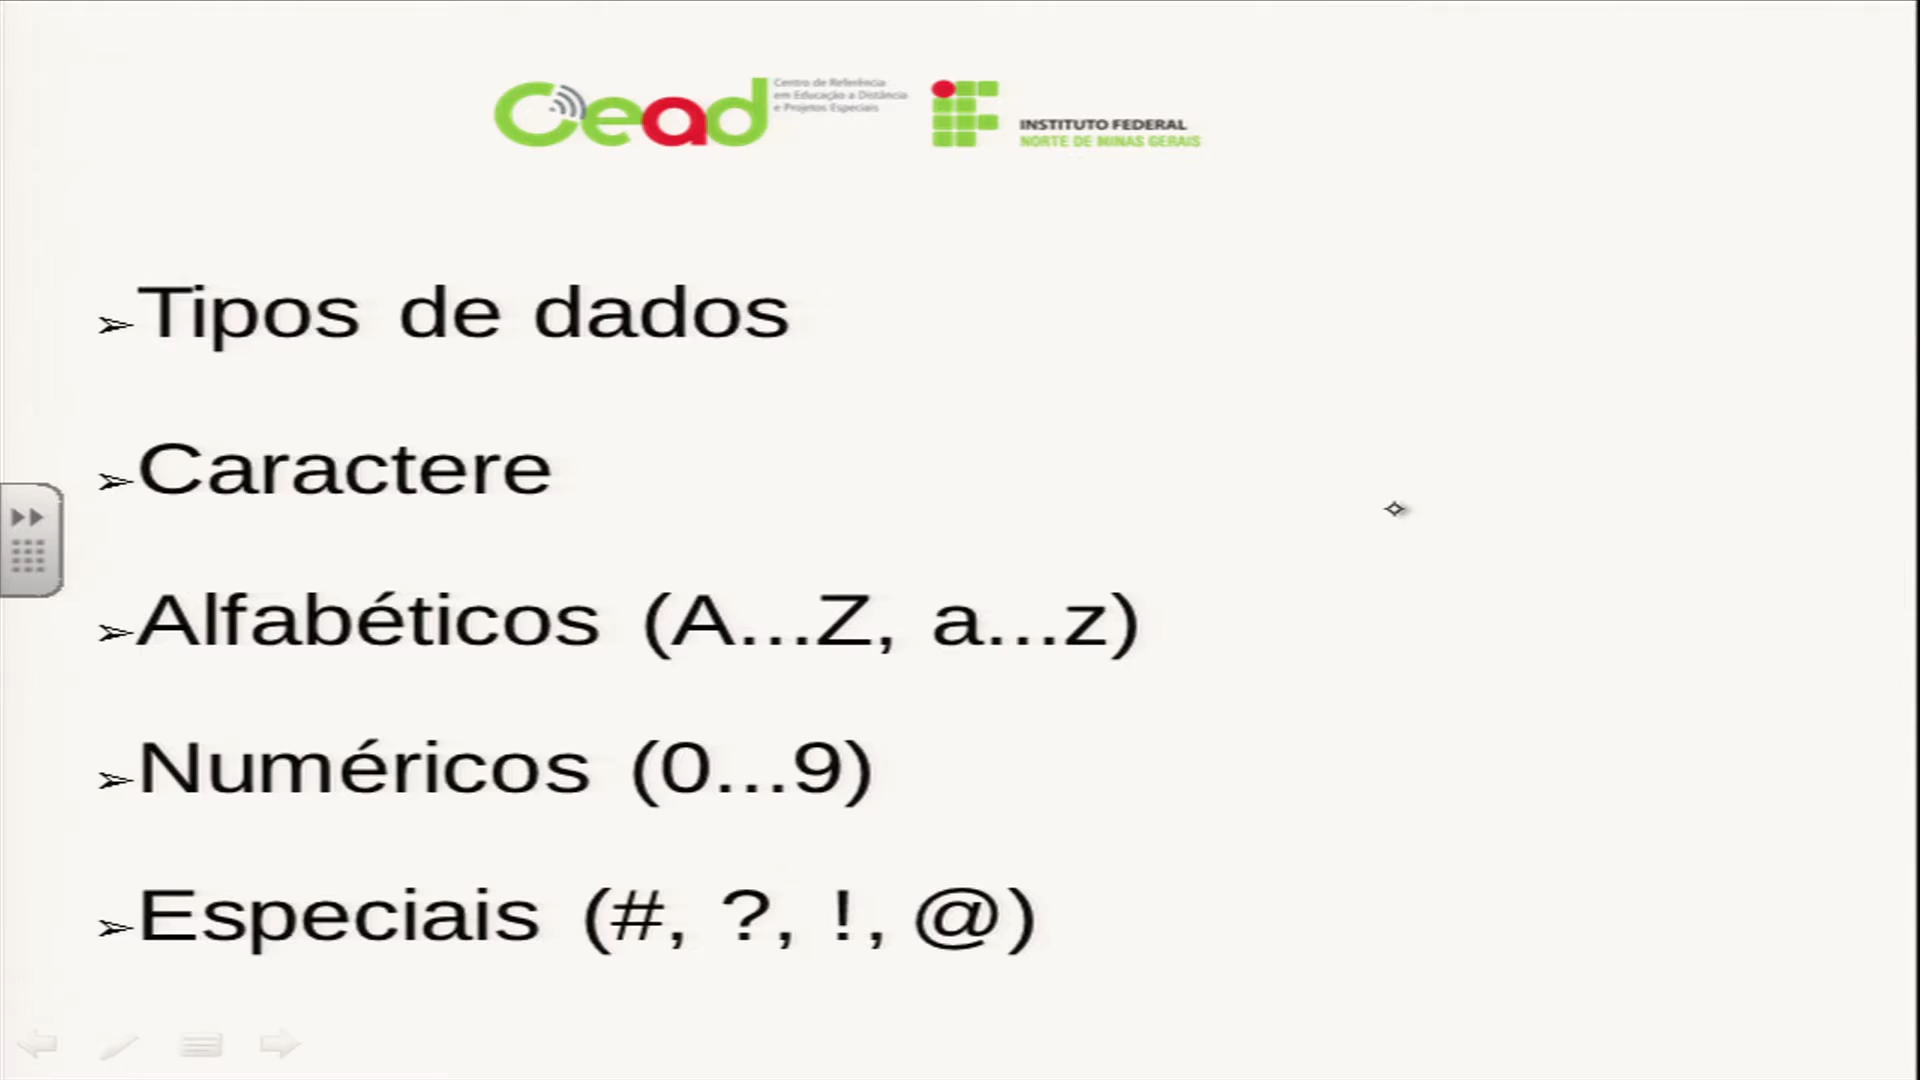 Cead
Centro de Referência
em Educação a Distância
e Projetos Especiais
INSTITUTO FEDERAL
NORTE DE MINAS GERAIS
➢Tipos de dados
➢Caractere
➢Alfabéticos (A...Z, a...z)
➢Numéricos (0...9)
➢Especiais (#, ?, !, @)